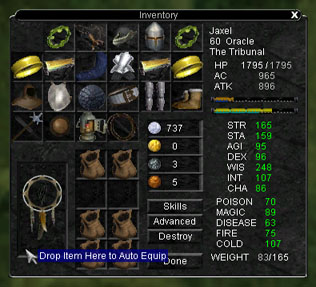 Inventory
X
Jaxel
60 Oracle
The Tribunal
HP 1795/1795
AC 965
ATK 896
STR 165
STA 159
AGI 95
DEX 96
WIS 248
INT 107
CHA 86
POISON 70
MAGIC 89
DISEASE 63
FIRE 75
COLD 107
WEIGHT 83/165
737
0
3
5
Skills
Advanced
Destroy
Done
Drop Item Here to Auto Equip